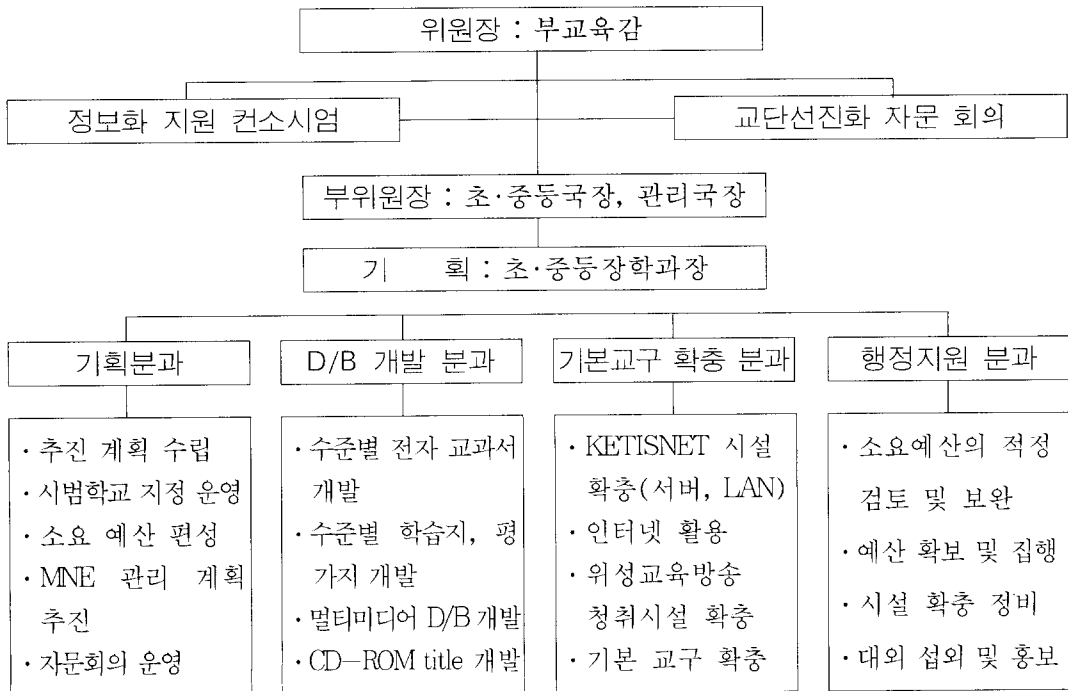 위원장 : 부교육감
정보화 지원 컨소시엄
교단선진화 자문 회의
부위원장 : 초·중등국장, 관리국장
기 획 : 초·중등장학과장
기획분과
· 추진 계획 수립
· 시범학교 지정 운영
· 소요 예산 편성
· MNE 관리 계획
추진
· 자문회의 운영
D/B 개발 분과
· 수준별 전자 교과서
개발
· 수준별 학습지, 평
가지 개발
· 멀티미디어 D/B 개발
· CD-ROM title 개발
기본교구 확충 분과
· KETISNET 시설
확충(서버, LAN)
· 인터넷 활용
· 위성교육방송
청취시설 확충
· 기본 교구 확충
행정지원 분과
· 소요예산의 적정
검토 및 보완
· 예산 확보 및 집행
· 시설 확충 정비
· 대외 섭외 및 홍보